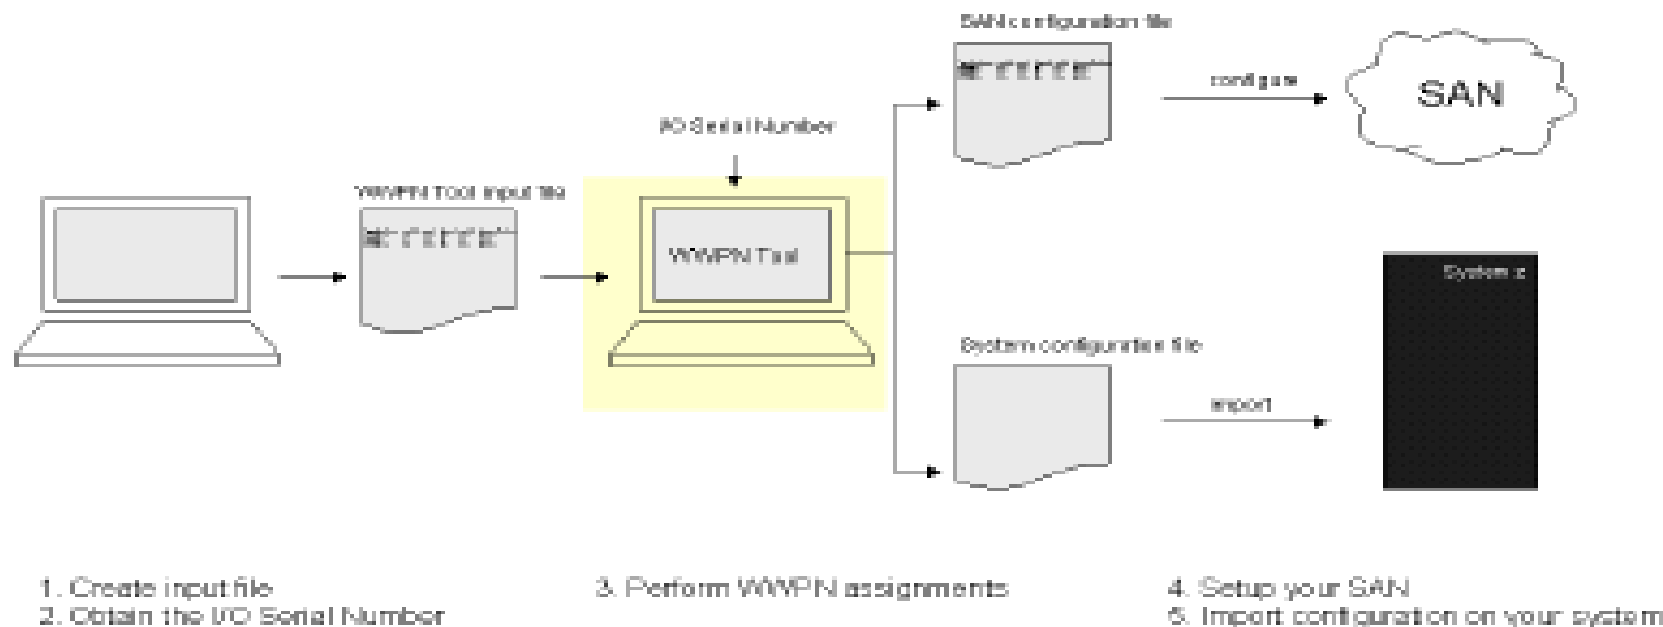 SAN configuration file
configure
SAN
I/O Serial Number
WWPN Tool input file
WWPN Tool
System z
System configuration file
import
1. Create input file
2. Obtain the I/O Serial Number
3. Perform WWPN assignments
4. Setup your SAN
5. Import configuration on your system